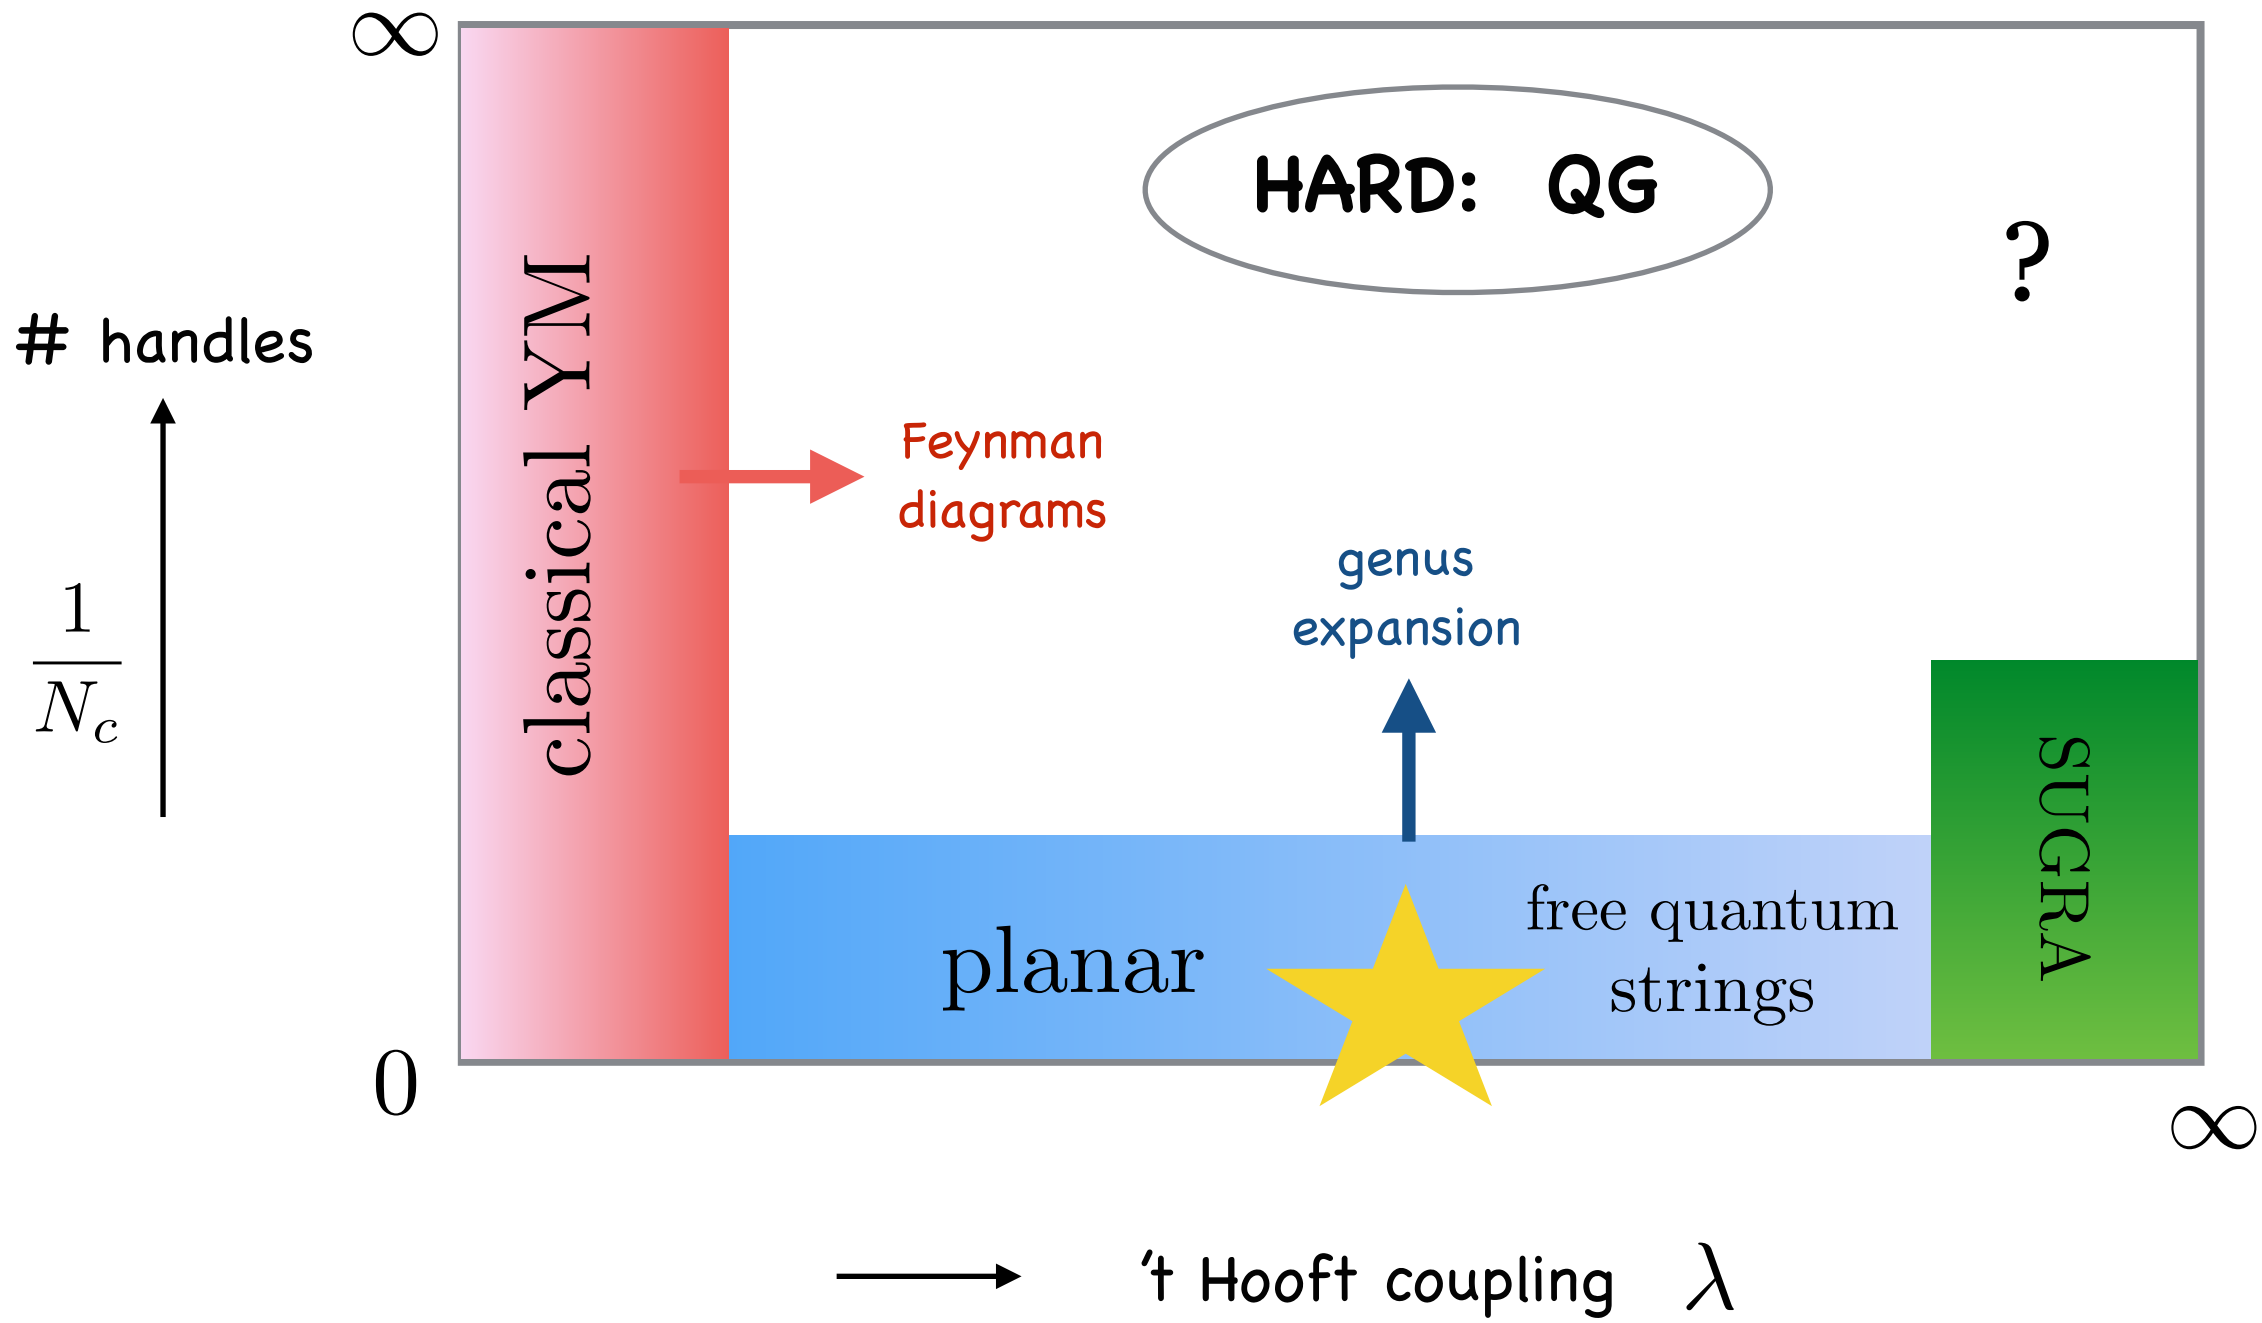 ∞
HARD: QG
?
# handles
classical YM
Feynman
diagrams
genus
expansion
1
N_c
planar
free quantum
strings
SUGRA
0
∞
't Hooft coupling λ